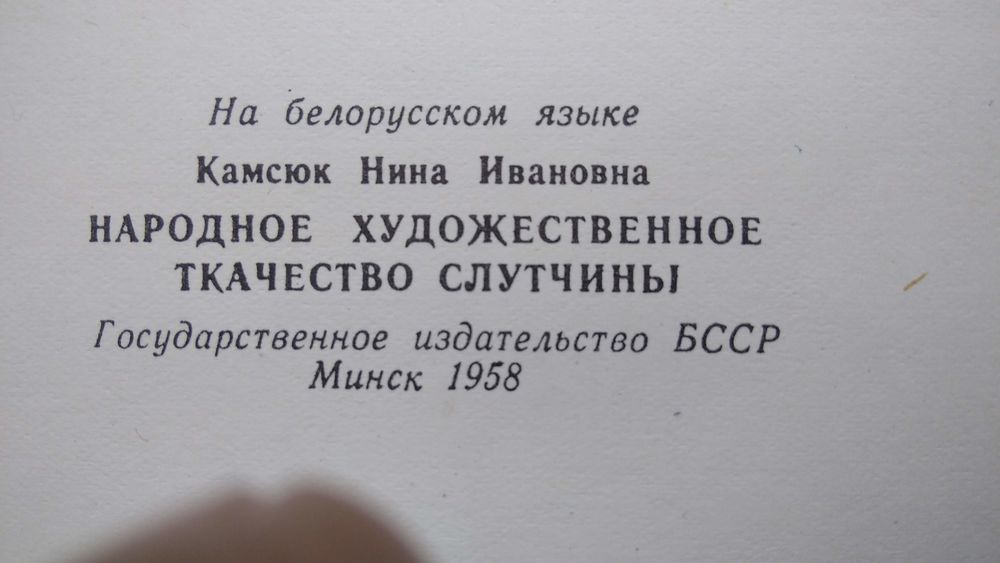 На белорусском языке
Камсюк Нина Ивановна
НАРОДНОЕ ХУДОЖЕСТВЕННОЕ
ТКАЧЕСТВО СЛУТЧИНЫ
Государственное издательство БССР
Минск 1958